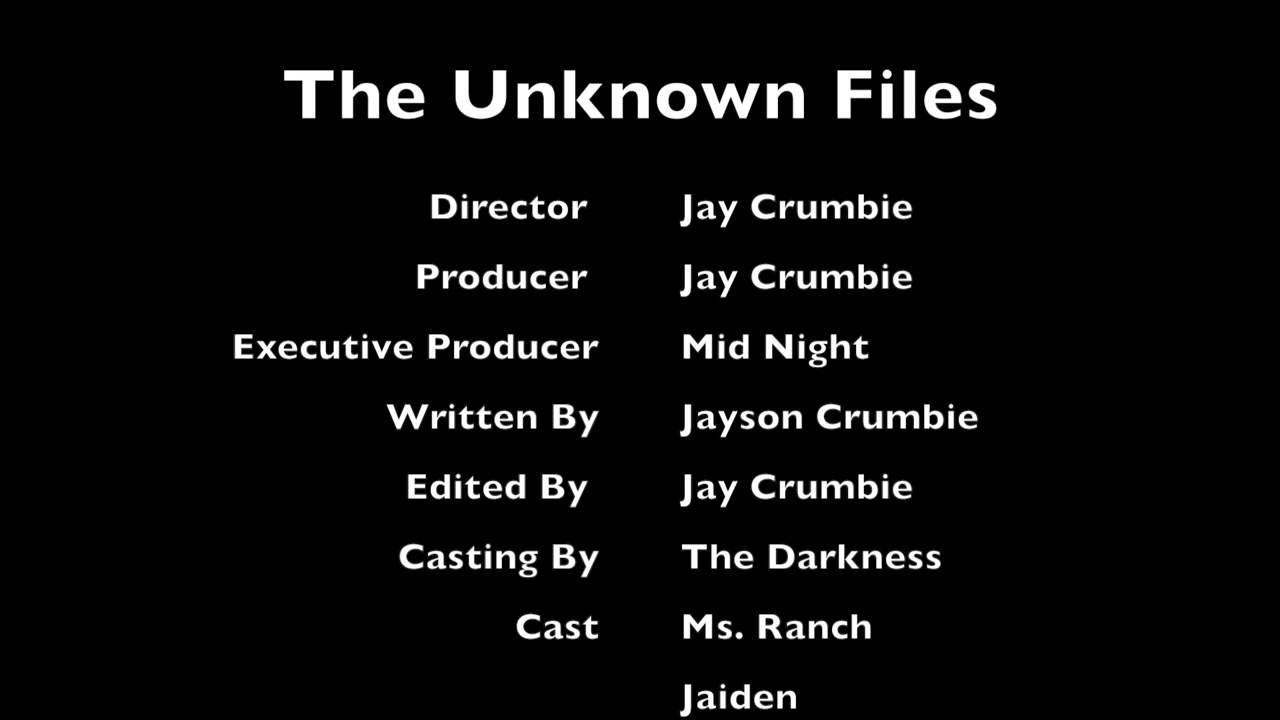 The Unknown Files
Director Jay Crumbie
Producer Jay Crumbie
Executive Producer Mid Night
Written By Jayson Crumbie
Edited By Jay Crumbie
Casting By The Darkness
Cast Ms. Ranch
Jaiden